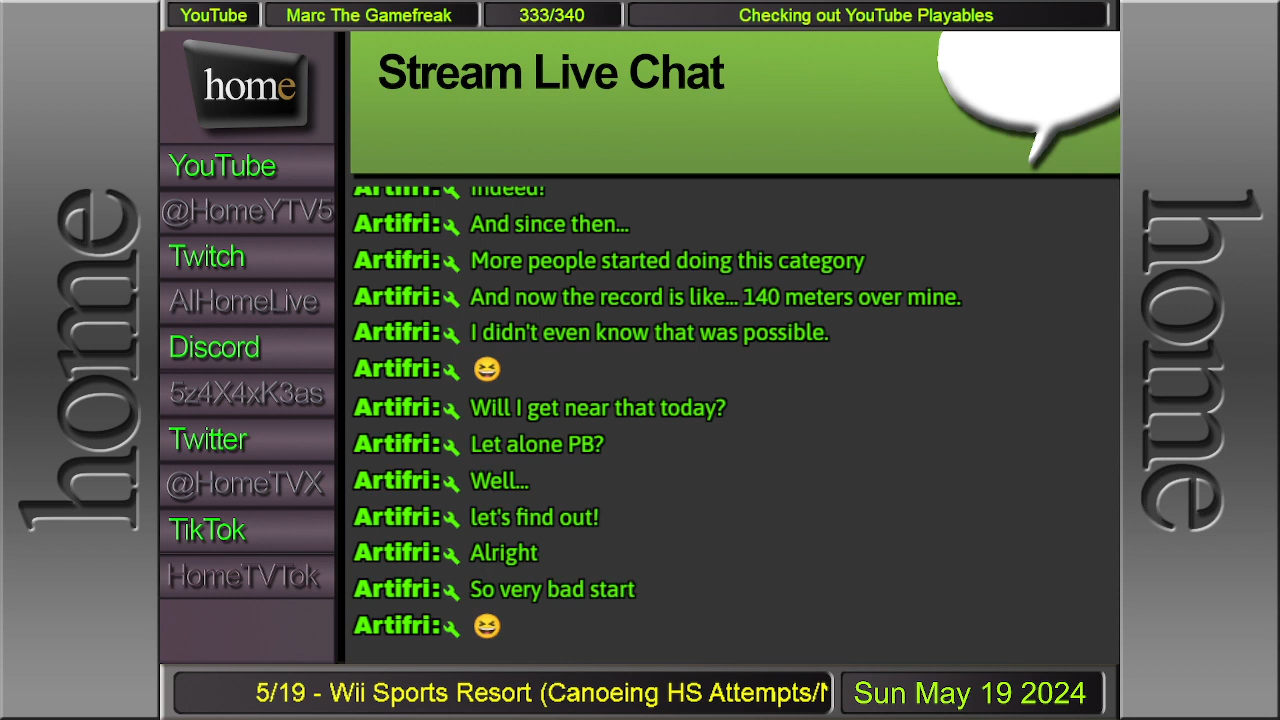 YouTube
Marc The Gamefreak
333/340
Checking out YouTube Playables
home
Stream Live Chat
YouTube
@HomeYTV5
Twitch
AIHomeLive
Discord
5z4X4xK3as
Twitter
@HomeTVX
TikTok
HomeTVTok
home
home
Artifri: Indeed!
Artifri: And since then...
Artifri: More people started doing this category
Artifri: And now the record is like... 140 meters over mine.
Artifri: I didn't even know that was possible.
Artifri: 😆
Artifri: Will I get near that today?
Artifri: Let alone PB?
Artifri: Well...
Artifri: let's find out!
Artifri: Alright
Artifri: So very bad start
Artifri: 😆
5/19 - Wii Sports Resort (Canoeing HS Attempts/
Sun May 19 2024